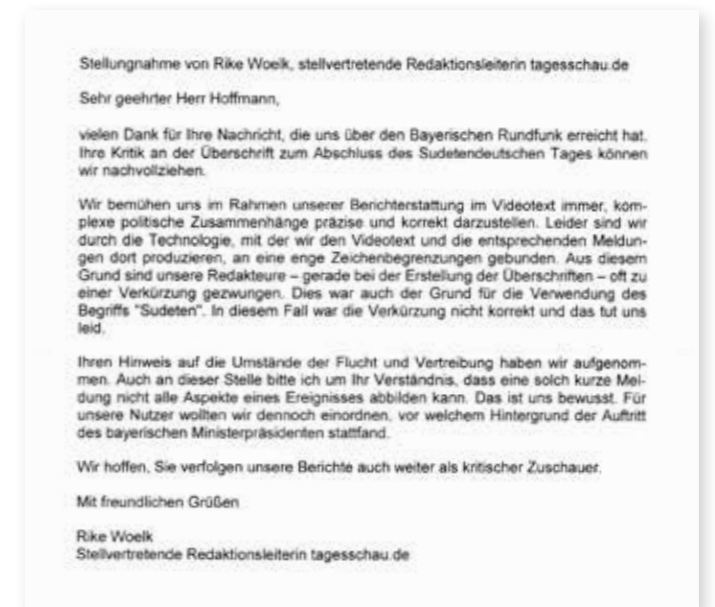 Stellungnahme von Rike Woelk, stellvertretende Redaktionsleiterin tagesschau.de
Sehr geehrter Herr Hoffmann,
vielen Dank für Ihre Nachricht, die uns über den Bayerischen Rundfunk erreicht hat.
Ihre Kritik an der Überschrift zum Abschluss des Sudetendeutschen Tages können
wir nachvollziehen.
Wir bemühen uns im Rahmen unserer Berichterstattung im Videotext immer, kom-
plexe politische Zusammenhänge präzise und korrekt darzustellen. Leider sind wir
durch die Technologie, mit der wir den Videotext und die entsprechenden Meldun-
gen dort produzieren, an eine enge Zeichenbegrenzungen gebunden. Aus diesem
Grund sind unsere Redakteure – gerade bei der Erstellung der Überschriften – oft zu
einer Verkürzung gezwungen. Dies war auch der Grund für die Verwendung des
Begriffs "Sudeten". In diesem Fall war die Verkürzung nicht korrekt und das tut uns
leid.
Ihren Hinweis auf die Umstände der Flucht und Vertreibung haben wir aufgenom-
men. Auch an dieser Stelle bitte ich um Ihr Verständnis, dass eine solch kurze Mel-
dung nicht alle Aspekte eines Ereignisses abbilden kann. Das ist uns bewusst. Für
unsere Nutzer wollten wir dennoch einordnen, vor welchem Hintergrund der Auftritt
des bayerischen Ministerpräsidenten stattfand.
Wir hoffen, Sie verfolgen unsere Berichte auch weiter als kritischer Zuschauer.
Mit freundlichen Grüßen
Rike Woelk
Stellvertretende Redaktionsleiterin tagesschau.de